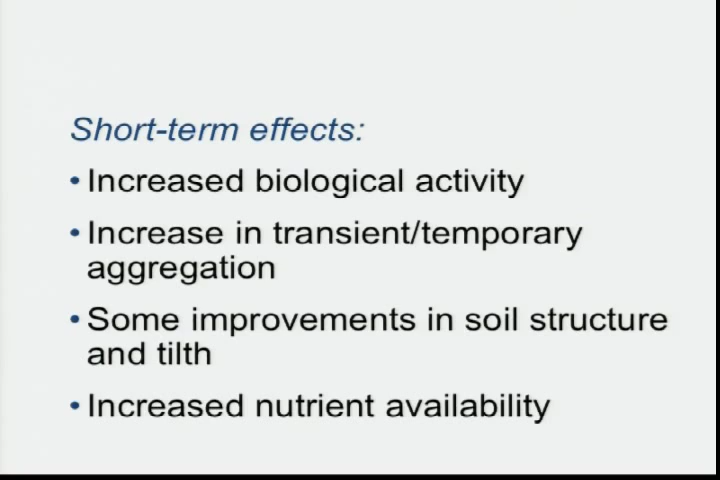 Short-term effects:
• Increased biological activity
• Increase in transient/temporary
aggregation
• Some improvements in soil structure
and tilth
• Increased nutrient availability